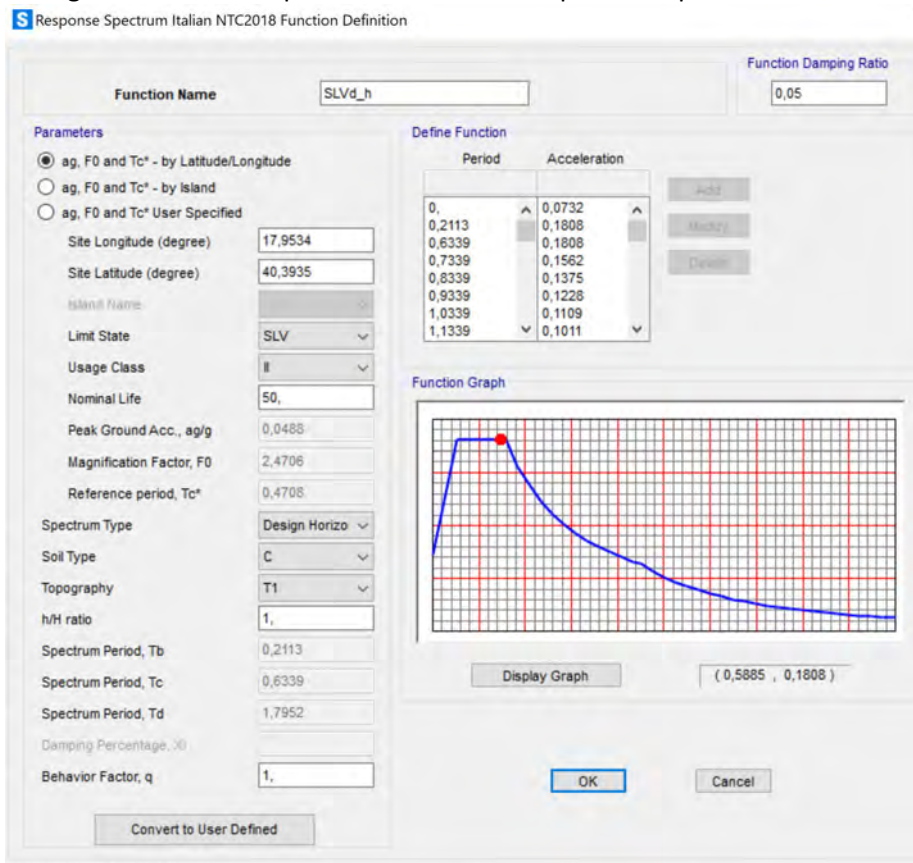 Response Spectrum Italian NTC2018 Function Definition
Function Damping Ratio
Function Name
SLVd_h
0,05
Parameters
ag, F0 and Tc* - by Latitude/Longitude
ag, F0 and Tc* - by Island
ag, F0 and Tc* User Specified
Site Longitude (degree)
17,9534
Site Latitude (degree)
40,3935
Island Name
Limit State
SLV
Usage Class
II
Nominal Life
50,
Peak Ground Acc., ag/g
0,0488
Magnification Factor, F0
2,4706
Reference period, Tc*
0,4708
Spectrum Type
Design Horizo
Soil Type
C
Topography
T1
h/H ratio
1,
Spectrum Period, Tb
0,2113
Spectrum Period, Tc
0,6339
Spectrum Period, Td
1,7952
Damping Percentage,
Behavior Factor, q
1,
Convert to User Defined
Define Function
Period Acceleration
Add
Modify
Delete
0, 0,0732
0,2113 0,1808
0,6339 0,1808
0,7339 0,1562
0,8339 0,1375
0,9339 0,1228
1,0339 0,1109
1,1339 0,1011
Function Graph
Display Graph
(0,5885 , 0,1808 )
OK
Cancel